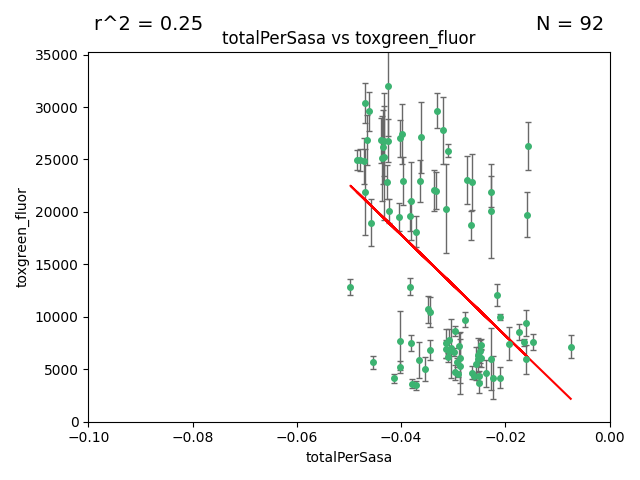 r^2 = 0.25
N = 92
totalPerSasa vs toxgreen_fluor
35000
30000
25000
20000
15000
10000
5000
0
toxgreen_fluor
−0.10
−0.08
−0.06
−0.04
−0.02
0.00
totalPerSasa